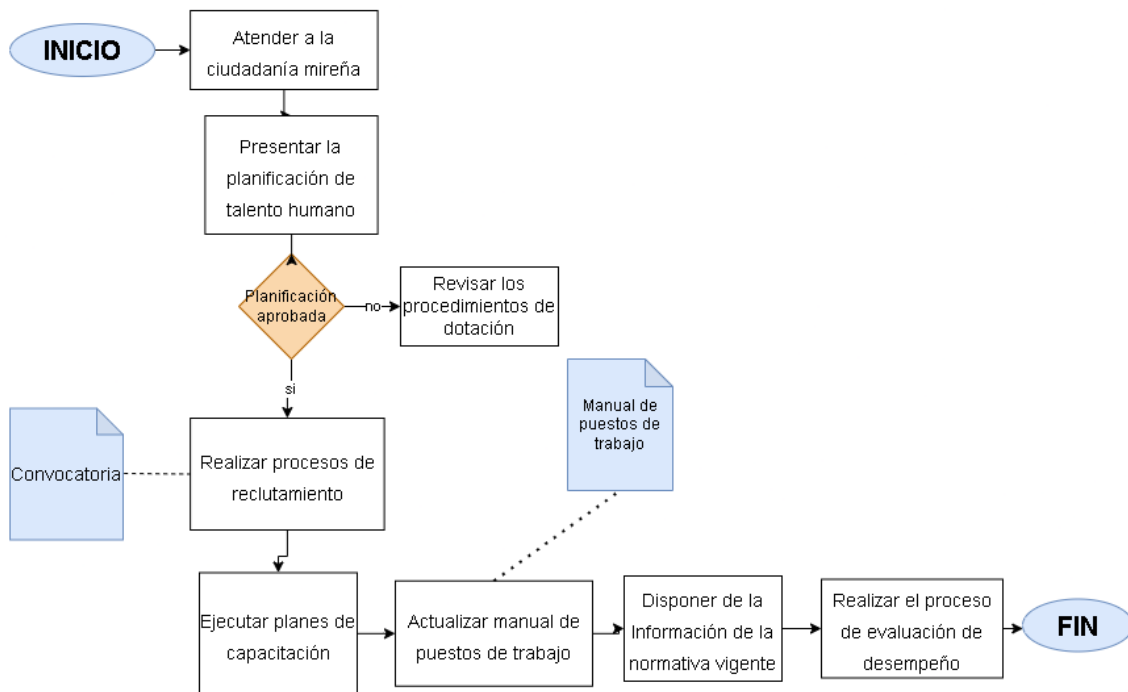 INICIO
Atender a la
ciudadanía mireña
Presentar la
planificación de
talento humano
Planificación
aprobada
no
Revisar los
procedimientos de
dotación
si
Convocatoria
Realizar procesos de
reclutamiento
Manual de
puestos de
trabajo
Ejecutar planes de
capacitación
Actualizar manual de
puestos de trabajo
Disponer de la
Información de la
normativa vigente
Realizar el proceso
de evaluación de
desempeño
FIN